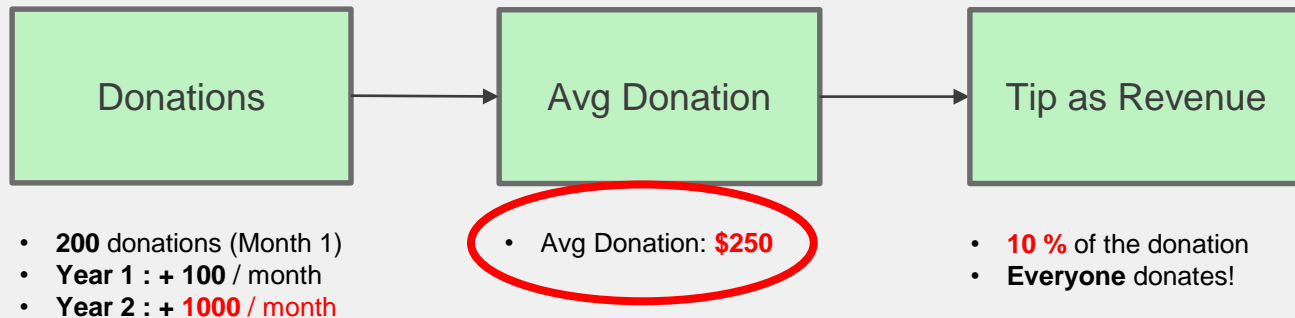 Donations
Avg Donation
Tip as Revenue
• 200 donations (Month 1)
• Year 1 : + 100 / month
• Year 2 : + 1000 / month
• Avg Donation: $250
• 10 % of the donation
• Everyone donates!